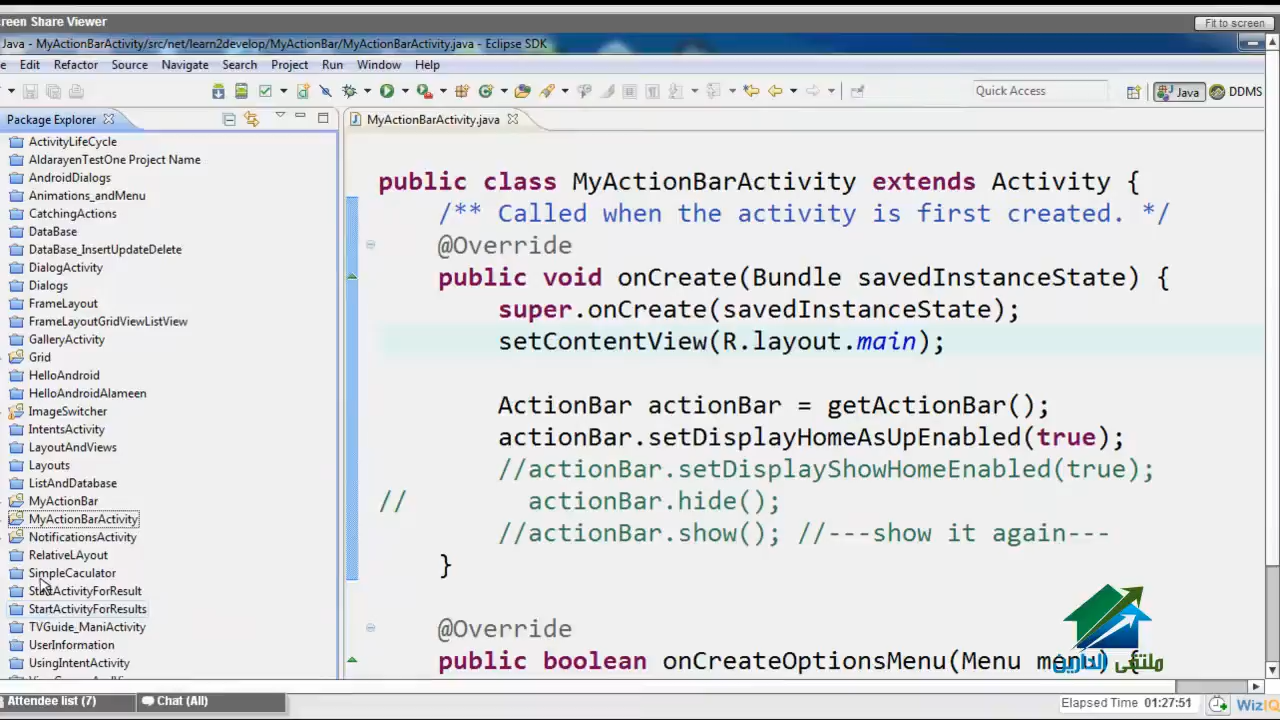 reen Share Viewer
Fit to screen
Java - MyActionBarActivity/src/net/learn2develop/MyActionBar/MyActionBarActivity.java - Eclipse SDK
e Edit Refactor Source Navigate Search Project Run Window Help
Quick Access
Java
DDMS
Package Explorer
MyActionBarActivity.java
ActivityLifeCycle
AldarayenTestOne Project Name
AndroidDialogs
Animations_andMenu
CatchingActions
DataBase
DataBase_InsertUpdateDelete
DialogActivity
Dialogs
FrameLayout
FrameLayoutGridViewListView
GalleryActivity
Grid
HelloAndroid
HelloAndroidAlameen
ImageSwitcher
IntentsActivity
LayoutAndViews
Layouts
ListAndDatabase
MyActionBar
MyActionBarActivity
NotificationsActivity
RelativeLAyout
SimpleCaculator
StartActivityForResult
StartActivityForResults
TVGuide_ManiActivity
UserInformation
UsingIntentActivity
public class MyActionBarActivity extends Activity {
/** Called when the activity is first created. */
@Override
public void onCreate(Bundle savedInstanceState) {
super.onCreate(savedInstanceState);
setContentView(R.layout.main);
ActionBar actionBar = getActionBar();
actionBar.setDisplayHomeAsUpEnabled(true);
//actionBar.setDisplayShowHomeEnabled(true);
// actionBar.hide();
//actionBar.show(); //---show it again---
}
@Override
public boolean onCreateOptionsMenu(Menu menu) {
ملتقى الدارين
Attendee list (7)
Chat (All)
Elapsed Time 01:27:51
WizIQ